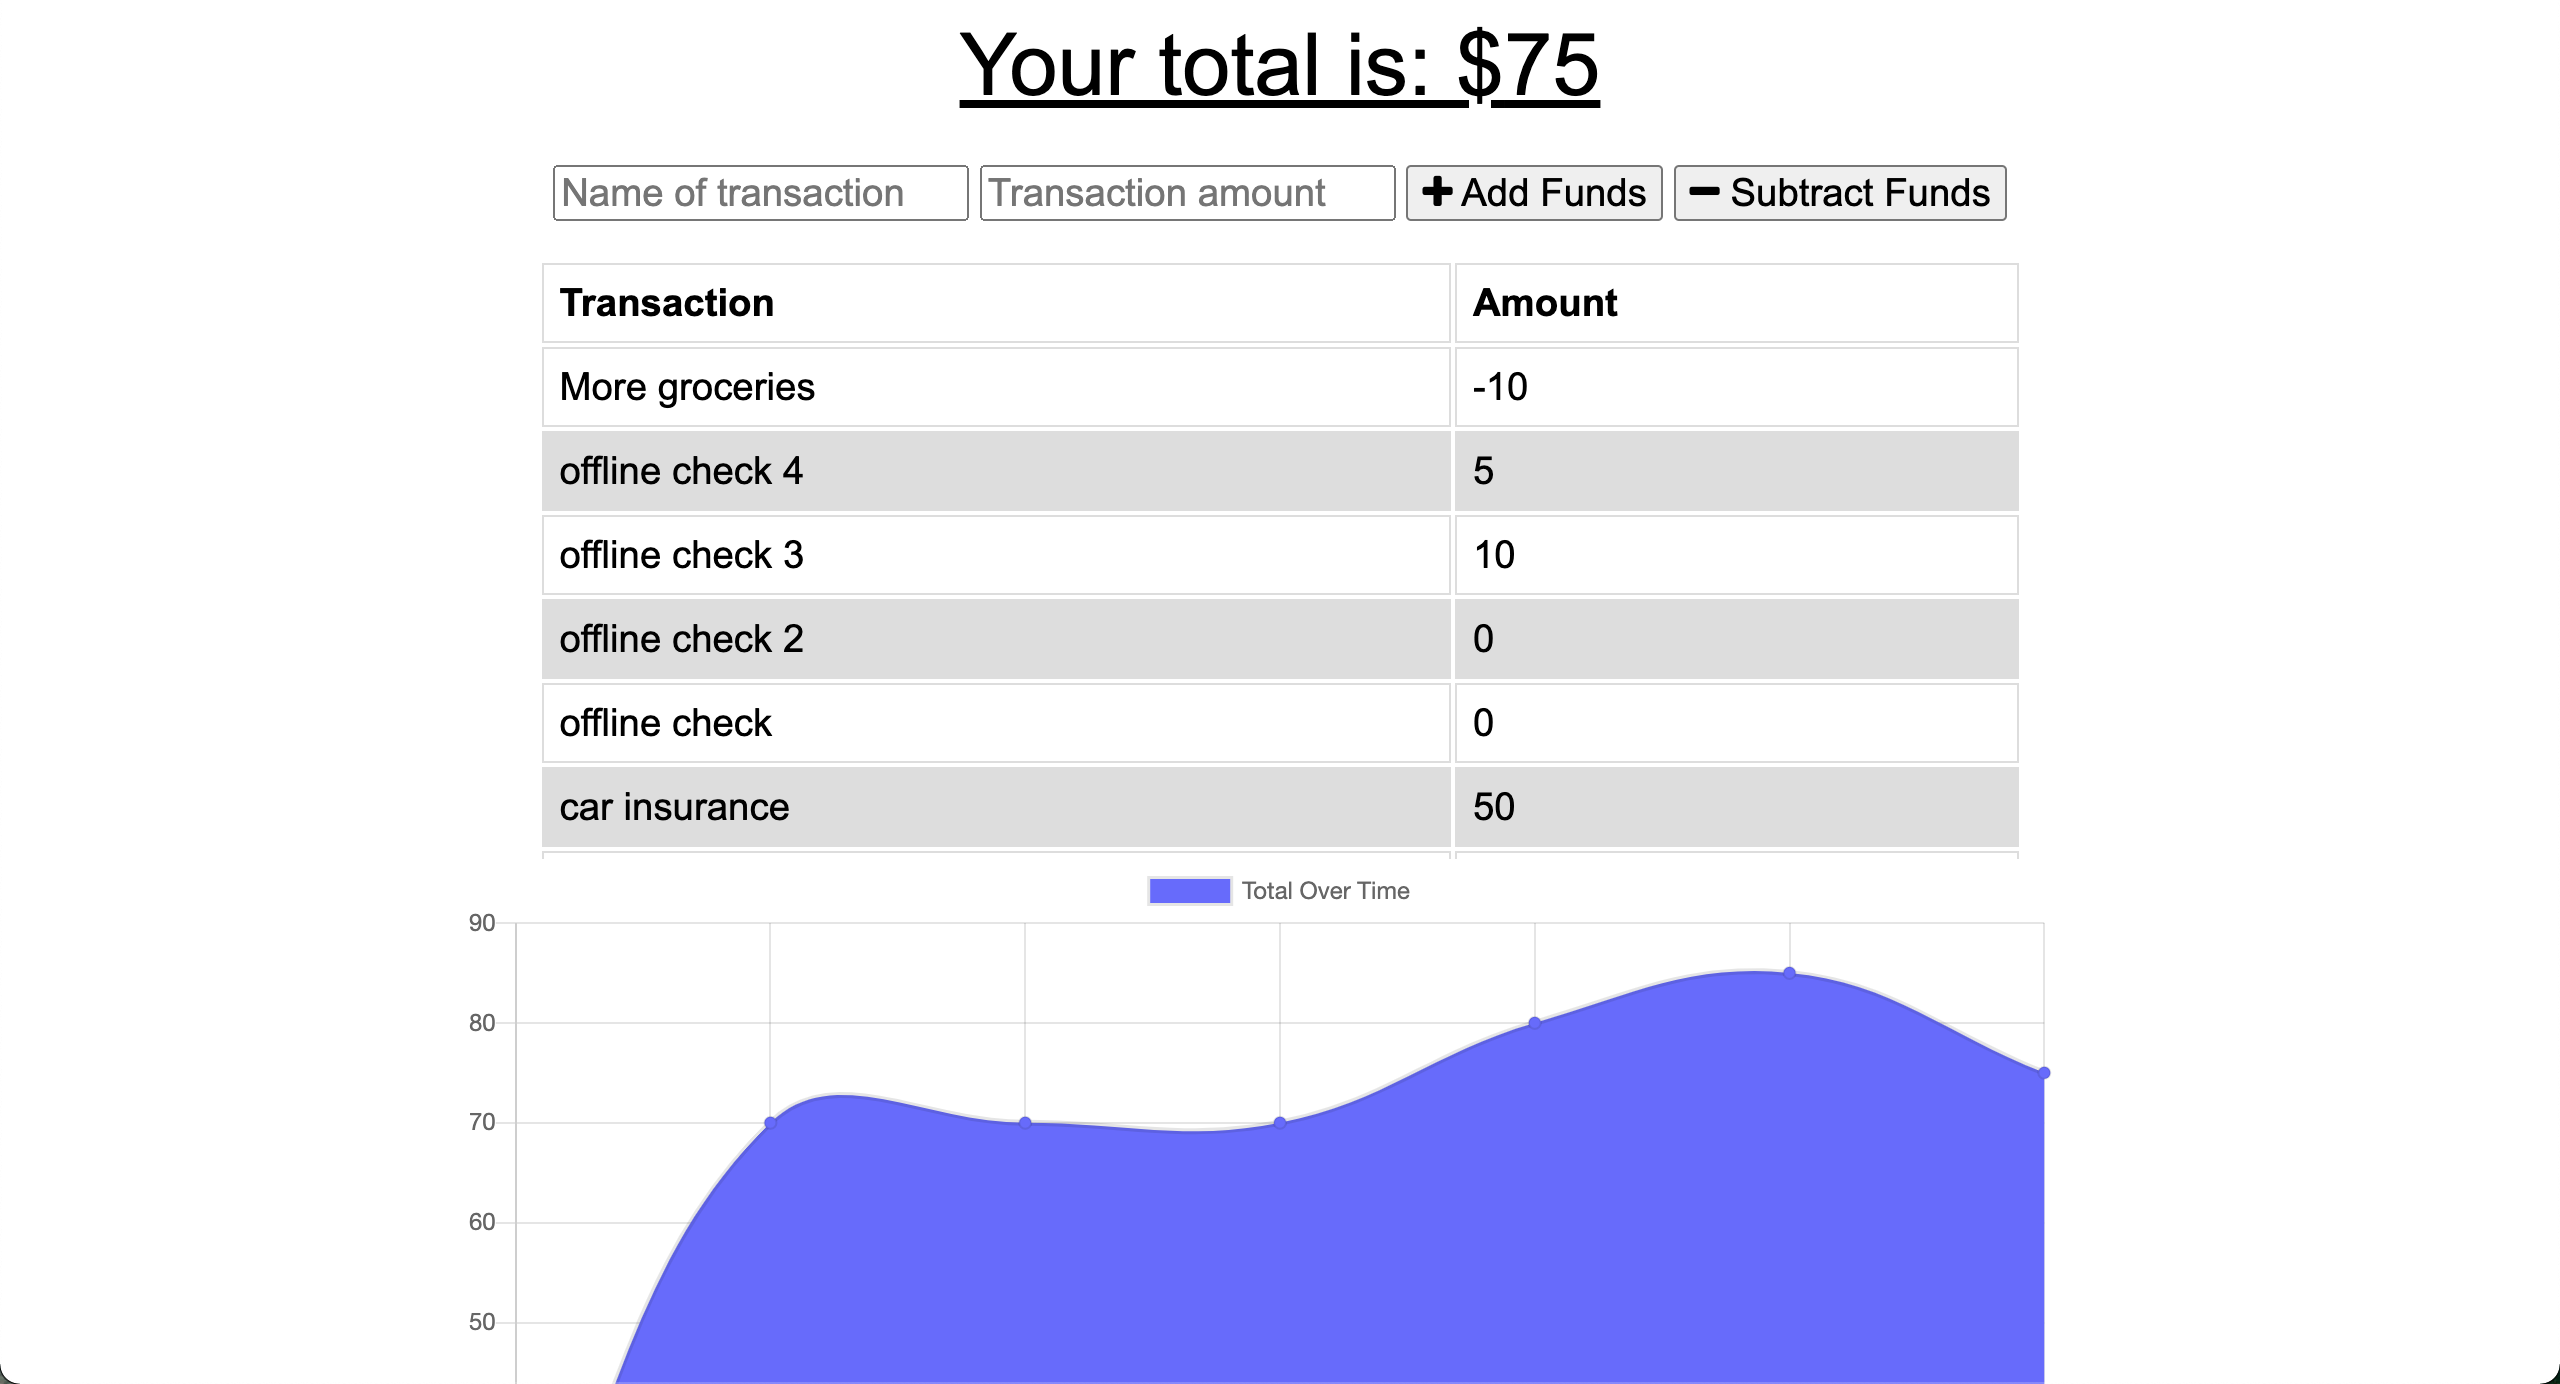 Your total is: $75
Name of transaction Transaction amount Add Funds Subtract Funds
Transaction Amount
More groceries -10
offline check 4 5
offline check 3 10
offline check 2 0
offline check 0
car insurance 50
Total Over Time
90
80
70
60
50